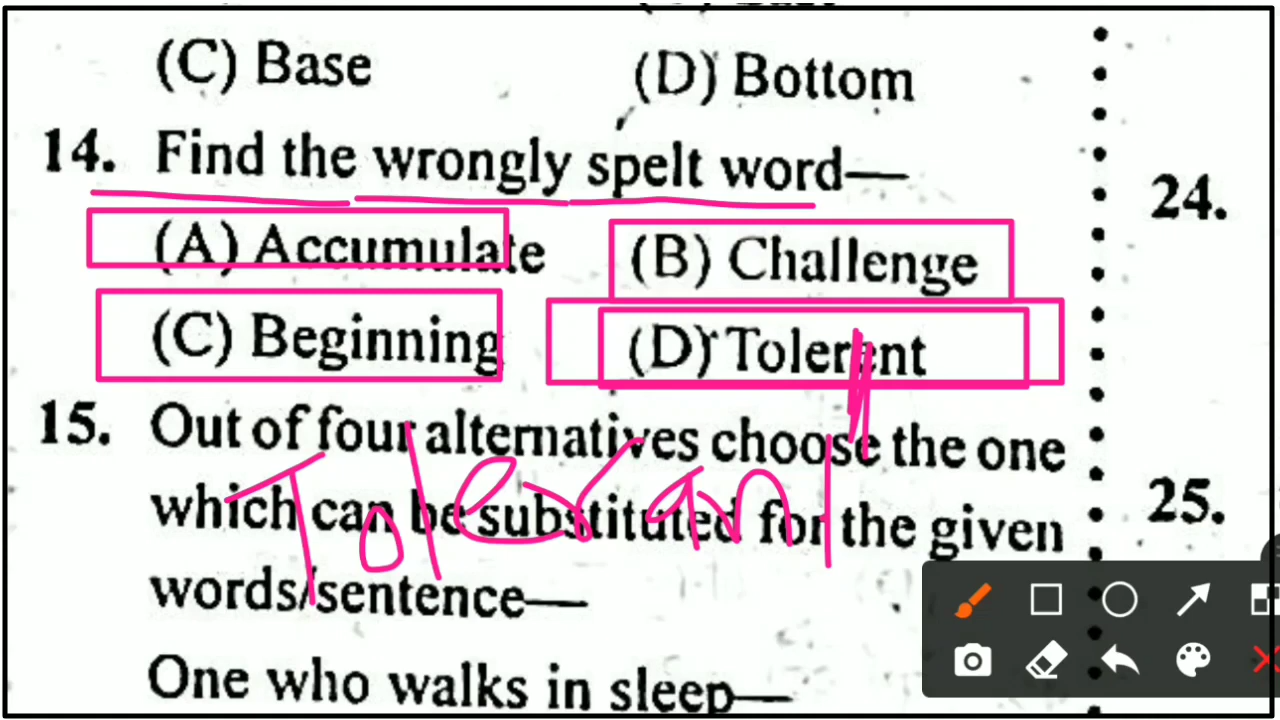 (C) Base (D) Bottom
14. Find the wrongly spelt word—
(A) Accumulate (B) Challenge
(C) Beginning (D) Tolerent
15. Out of four alternatives choose the one
which can be substituted for the given
words/sentence—
One who walks in sleep—
Tolerant
24.
25.